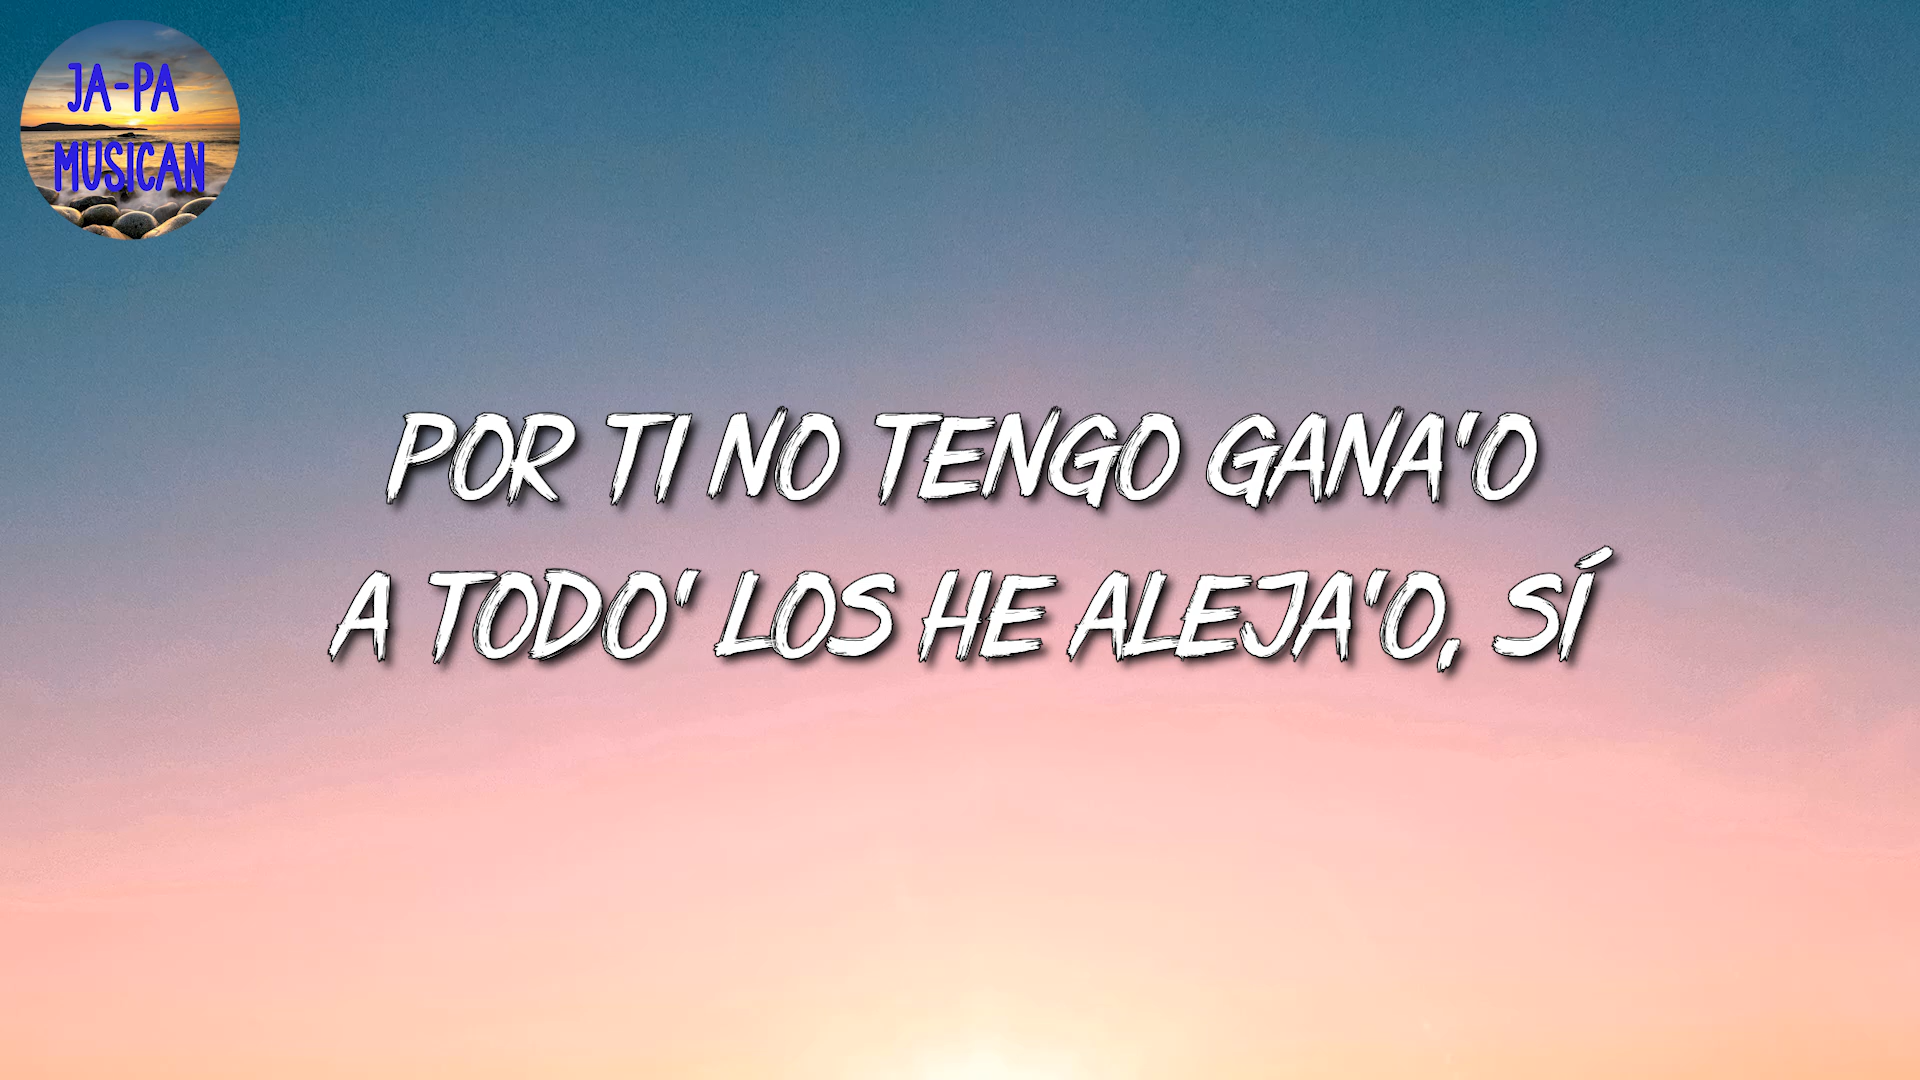 JA-PA
MUSICAN
POR TI NO TENGO GANA'O
A TODO' LOS HE ALEJA'O, SÍ